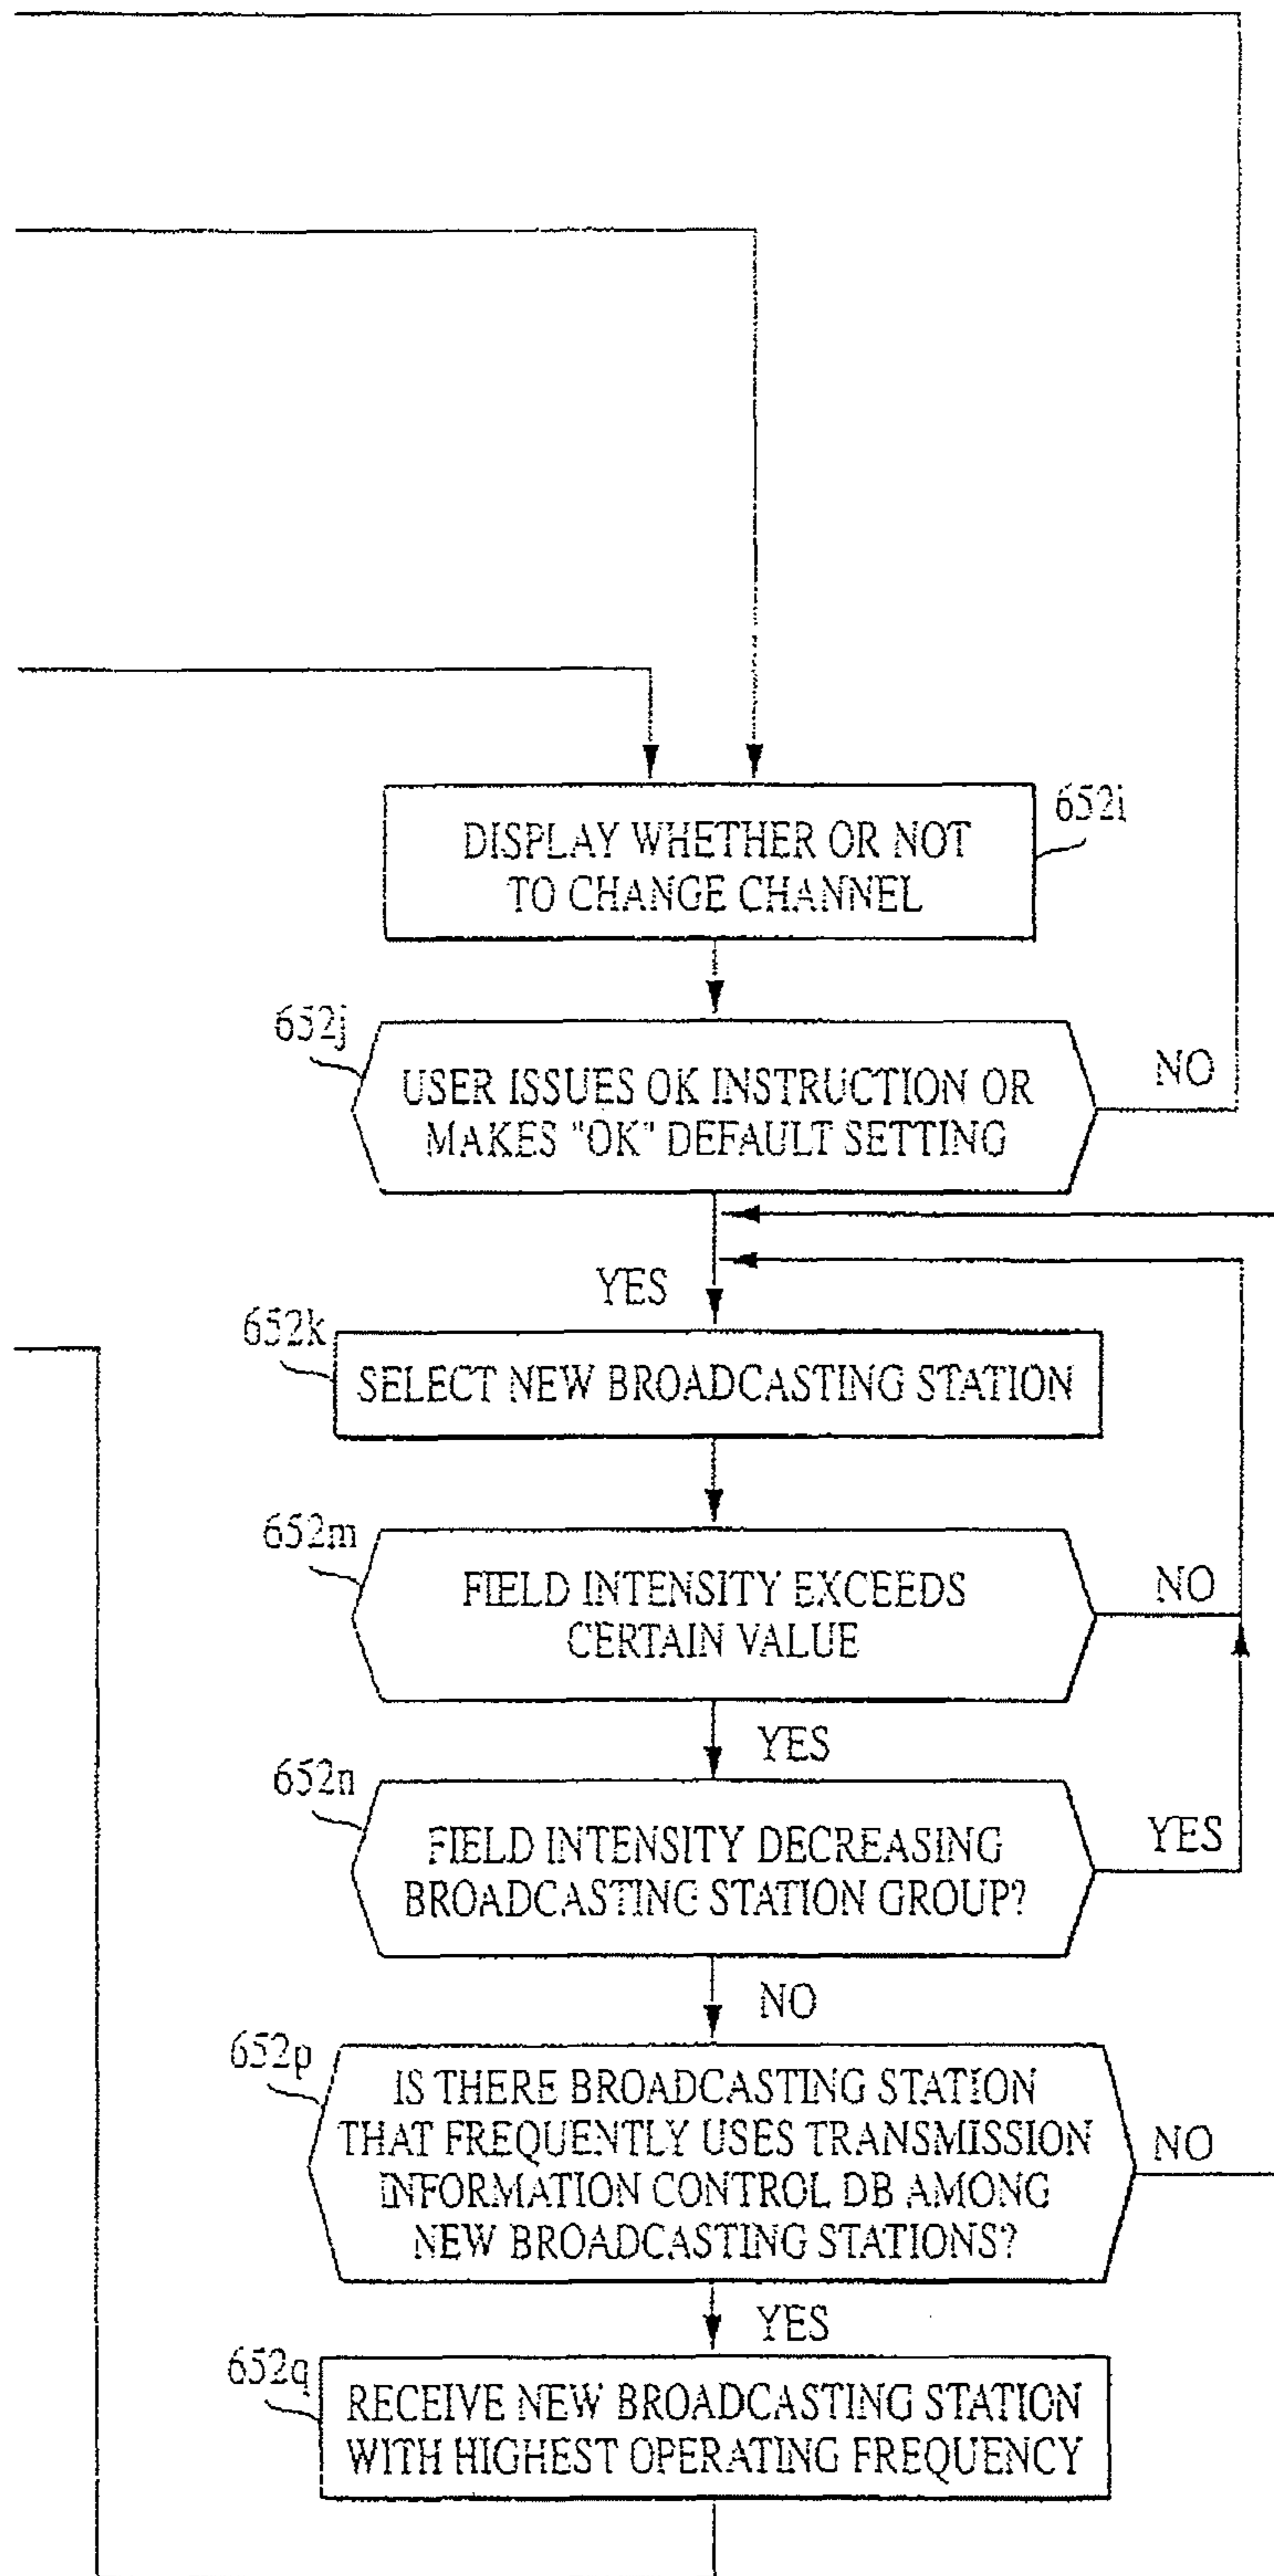 652i
DISPLAY WHETHER OR NOT
TO CHANGE CHANNEL
652j
USER ISSUES OK INSTRUCTION OR
MAKES "OK" DEFAULT SETTING
NO
YES
652k
SELECT NEW BROADCASTING STATION
652m
FIELD INTENSITY EXCEEDS
CERTAIN VALUE
NO
YES
652n
FIELD INTENSITY DECREASING
BROADCASTING STATION GROUP?
YES
NO
652p
IS THERE BROADCASTING STATION
THAT FREQUENTLY USES TRANSMISSION
INFORMATION CONTROL DB AMONG
NEW BROADCASTING STATIONS?
NO
YES
652q
RECEIVE NEW BROADCASTING STATION
WITH HIGHEST OPERATING FREQUENCY